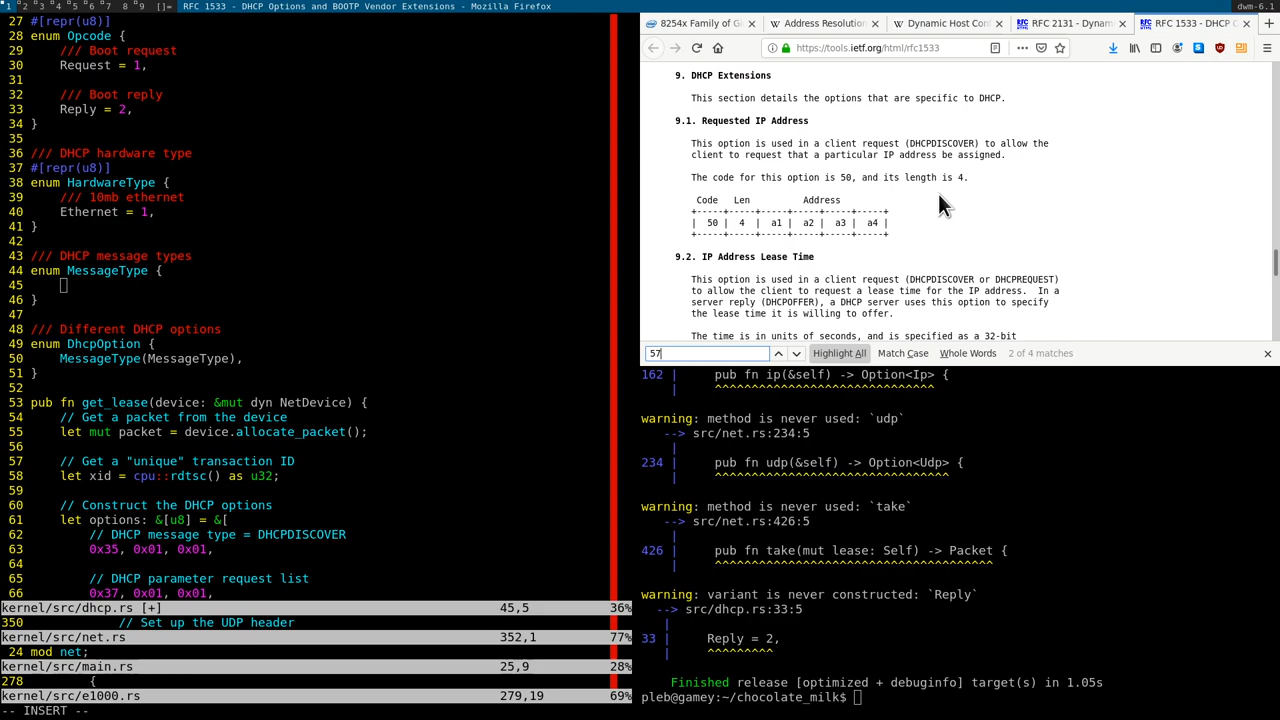 1 2 3 4 5 6 7 8 9 []= RFC 1533 - DHCP Options and BOOTP Vendor Extensions - Mozilla Firefox dwm-6.1
27 #[repr(u8)]
28 enum Opcode {
29 /// Boot request
30 Request = 1,
31
32 /// Boot reply
33 Reply = 2,
34 }
35
36 /// DHCP hardware type
37 #[repr(u8)]
38 enum HardwareType {
39 /// 10mb ethernet
40 Ethernet = 1,
41 }
42
43 /// DHCP message types
44 enum MessageType {
45
46 }
47
48 /// Different DHCP options
49 enum DhcpOption {
50 MessageType(MessageType),
51 }
52
53 pub fn get_lease(device: &mut dyn NetDevice) {
54 // Get a packet from the device
55 let mut packet = device.allocate_packet();
56
57 // Get a "unique" transaction ID
58 let xid = cpu::rdtsc() as u32;
59
60 // Construct the DHCP options
61 let options: &[u8] = &[
62 // DHCP message type = DHCPDISCOVER
63 0x35, 0x01, 0x01,
64
65 // DHCP parameter request list
66 0x37, 0x01, 0x01,
kernel/src/dhcp.rs [+] 45,5 36%
350 // Set up the UDP header
kernel/src/net.rs 352,1 77%
24 mod net;
kernel/src/main.rs 25,9 28%
278 {
kernel/src/e1000.rs 279,19 69%
-- INSERT --
8254x Family of G
Address Resolution
Dynamic Host Con
RFC 2131 - Dynam
RFC 1533 - DHCP C
https://tools.ietf.org/html/rfc1533
9. DHCP Extensions
This section details the options that are specific to DHCP.
9.1. Requested IP Address
This option is used in a client request (DHCPDISCOVER) to allow the
client to request that a particular IP address be assigned.
The code for this option is 50, and its length is 4.
Code Len Address
+-----+-----+-----+-----+-----+-----+
| 50 | 4 | a1 | a2 | a3 | a4 |
+-----+-----+-----+-----+-----+-----+
9.2. IP Address Lease Time
This option is used in a client request (DHCPDISCOVER or DHCPREQUEST)
to allow the client to request a lease time for the IP address. In a
server reply (DHCPOFFER), a DHCP server uses this option to specify
the lease time it is willing to offer.
The time is in units of seconds, and is specified as a 32-bit
57 Highlight All Match Case Whole Words 2 of 4 matches
162 | pub fn ip(&self) -> Option<Ip> {
| ^^^^^^^^^^^^^^^^^^^^^^^^^^^^^^
warning: method is never used: `udp`
--> src/net.rs:234:5
|
234 | pub fn udp(&self) -> Option<Udp> {
| ^^^^^^^^^^^^^^^^^^^^^^^^^^^^^^^^
warning: method is never used: `take`
--> src/net.rs:426:5
|
426 | pub fn take(mut lease: Self) -> Packet {
| ^^^^^^^^^^^^^^^^^^^^^^^^^^^^^^^^^^^^^^
warning: variant is never constructed: `Reply`
--> src/dhcp.rs:33:5
|
33 | Reply = 2,
| ^^^^^^^^^
Finished release [optimized + debuginfo] target(s) in 1.05s
pleb@gamey:~/chocolate_milk$